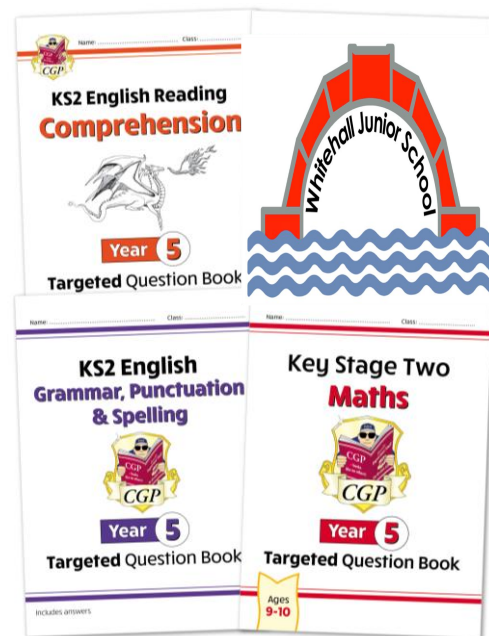 Name: Class:
CGP
KS2 English Reading
Comprehension
Year 5
Targeted Question Book
Whitehall Junior School
Name: Class:
KS2 English
Grammar, Punctuation
& Spelling
CGP
CGP
Year 5
Targeted Question Book
Includes answers
Name: Class:
Key Stage Two
Maths
CGP
CGP
Year 5
Targeted Question Book
Ages
9-10